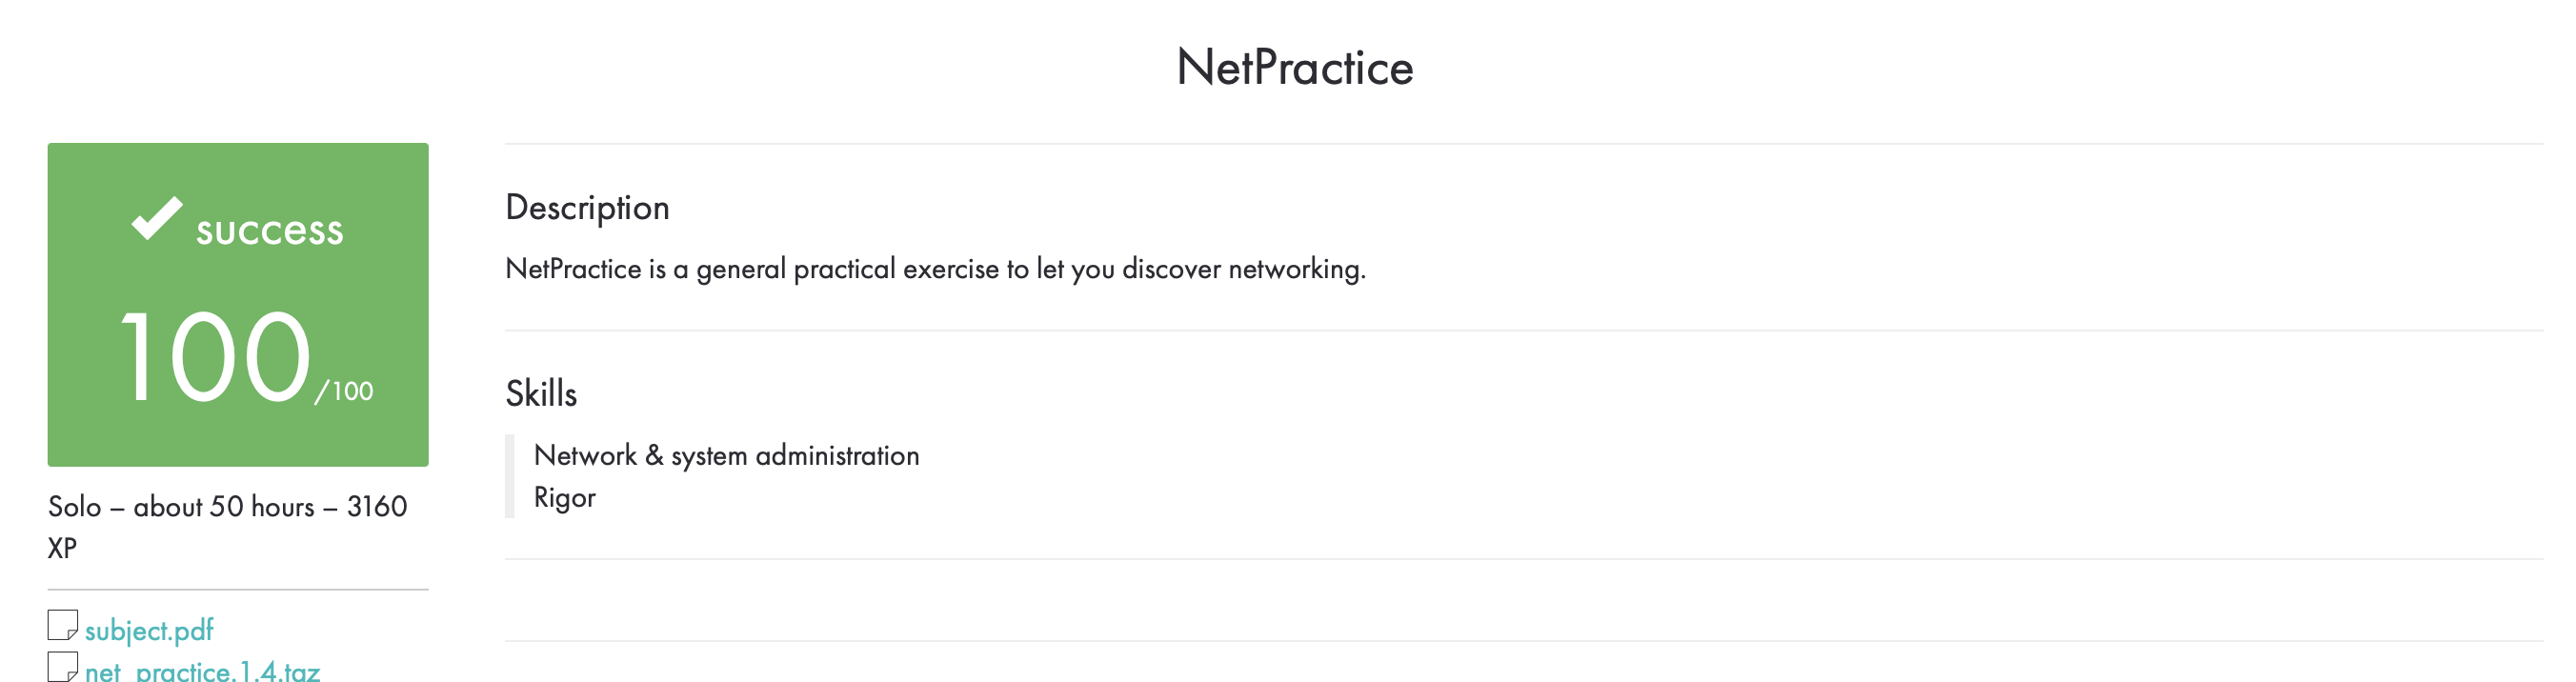 NetPractice
success
100/100
Solo – about 50 hours – 3160
XP
subject.pdf
net_practice.1.4.tgz
Description
NetPractice is a general practical exercise to let you discover networking.
Skills
Network & system administration
Rigor